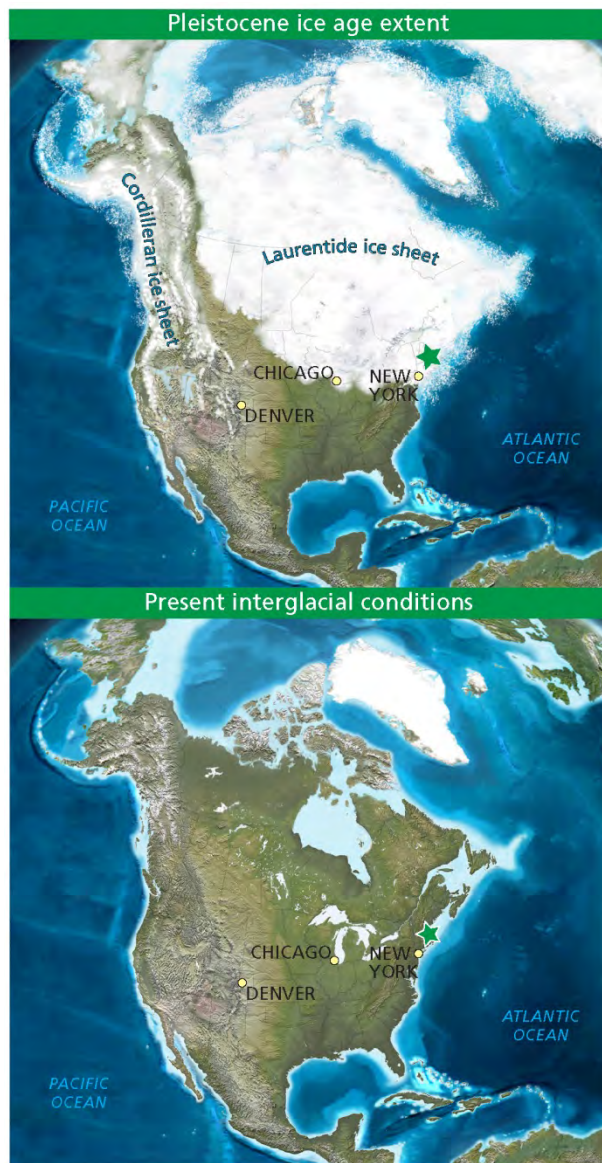 Pleistocene ice age extent
Cordilleran ice sheet
Laurentide ice sheet
CHICAGO
NEW
YORK
DENVER
ATLANTIC
OCEAN
PACIFIC
OCEAN
Present interglacial conditions
CHICAGO
NEW
YORK
DENVER
ATLANTIC
OCEAN
PACIFIC
OCEAN